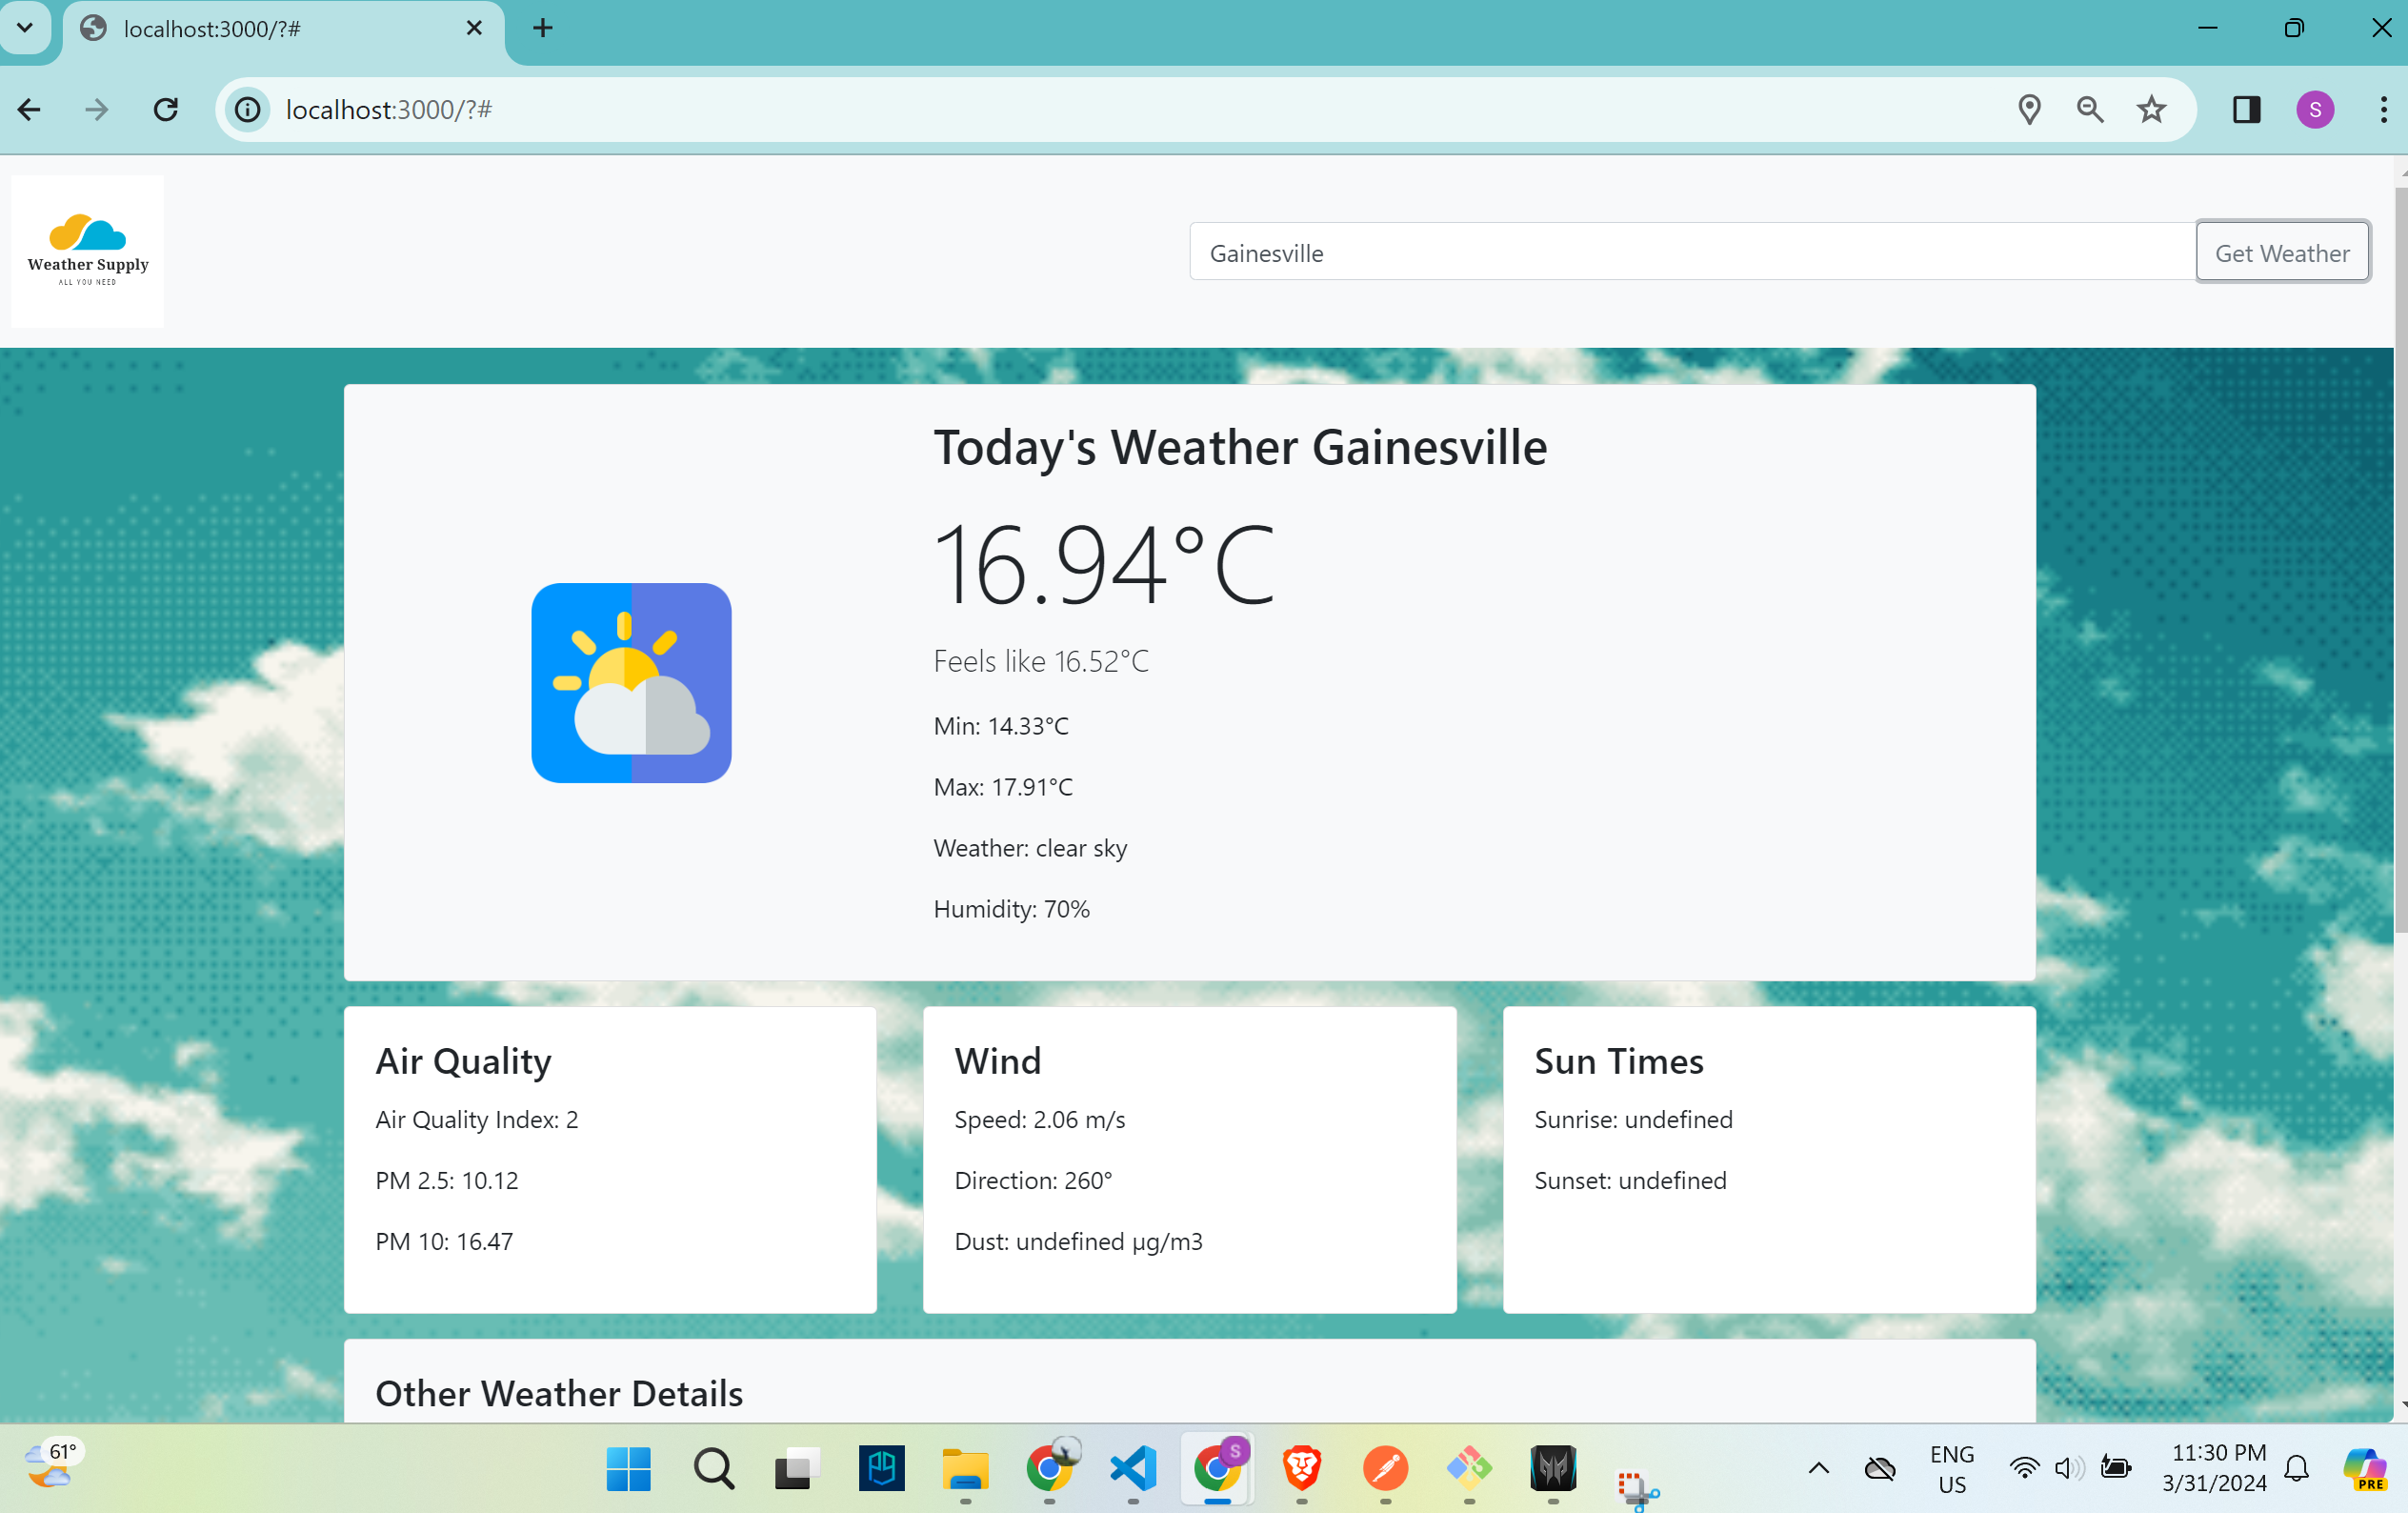 localhost:3000/?#
localhost:3000/?#
S
Weather Supply
ALL YOU NEED
Gainesville
Get Weather
Today's Weather Gainesville
16.94°C
Feels like 16.52°C
Min: 14.33°C
Max: 17.91°C
Weather: clear sky
Humidity: 70%
Air Quality
Air Quality Index: 2
PM 2.5: 10.12
PM 10: 16.47
Wind
Speed: 2.06 m/s
Direction: 260°
Dust: undefined µg/m3
Sun Times
Sunrise: undefined
Sunset: undefined
Other Weather Details
61°
S
ENG
US
11:30 PM
3/31/2024
PRE